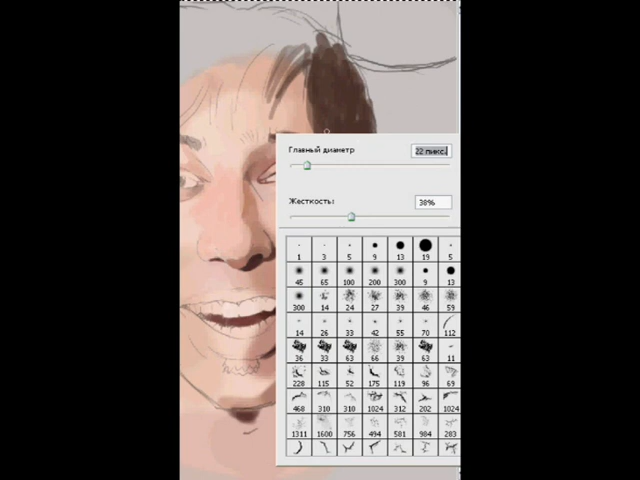 Главный диаметр 22 пикс.
Жесткость: 38%
1 3 5 9 13 19 5
45 65 100 200 300 9 13
300 14 24 27 39 46 59
14 26 33 42 55 70 112
36 33 63 66 39 63 11
228 115 52 175 119 96 69
468 310 310 1024 312 202 1024
1311 1600 756 494 581 984 283